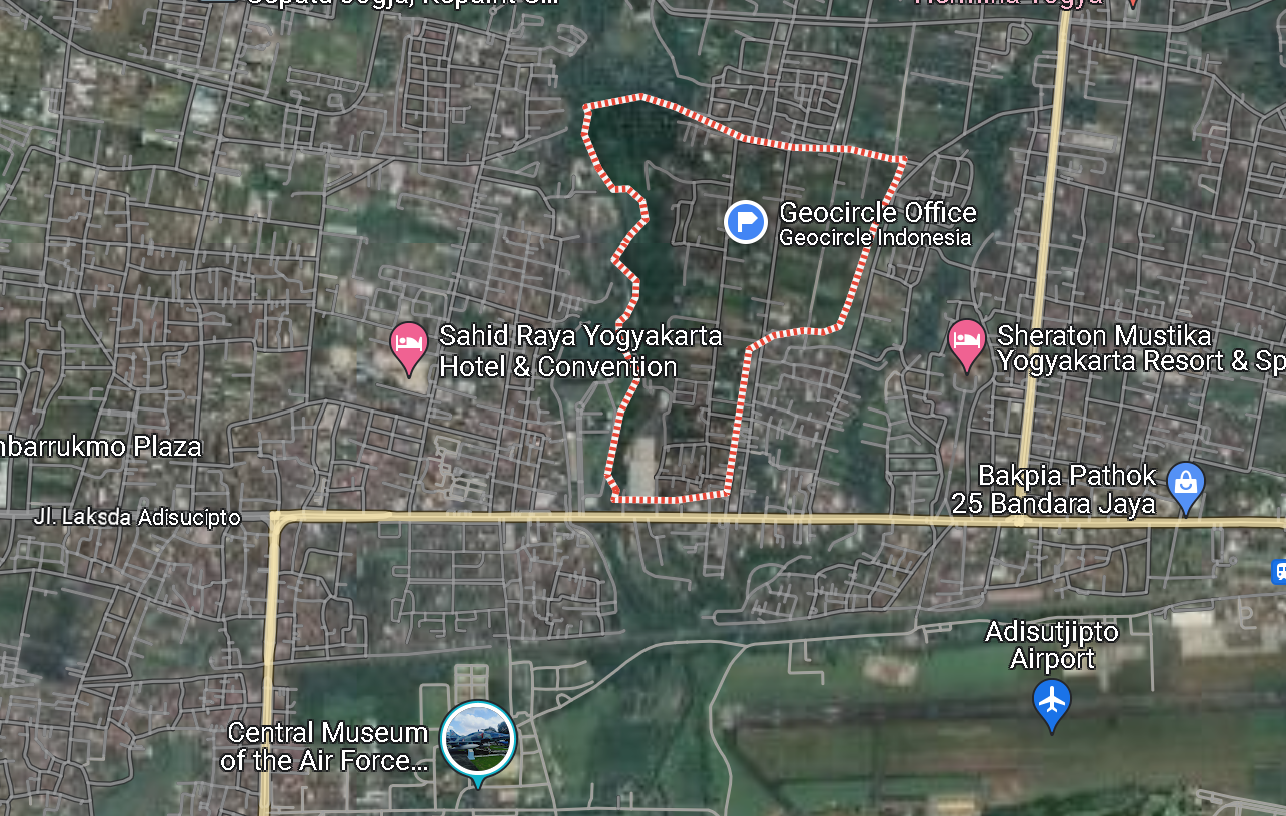 Geocircle Office
Geocircle Indonesia
Sahid Raya Yogyakarta
Hotel & Convention
Sheraton Mustika
Yogyakarta Resort & Sp
mbarrukmo Plaza
Bakpia Pathok
25 Bandara Jaya
Jl. Laksda Adisucipto
Adisutjipto
Airport
Central Museum
of the Air Force...